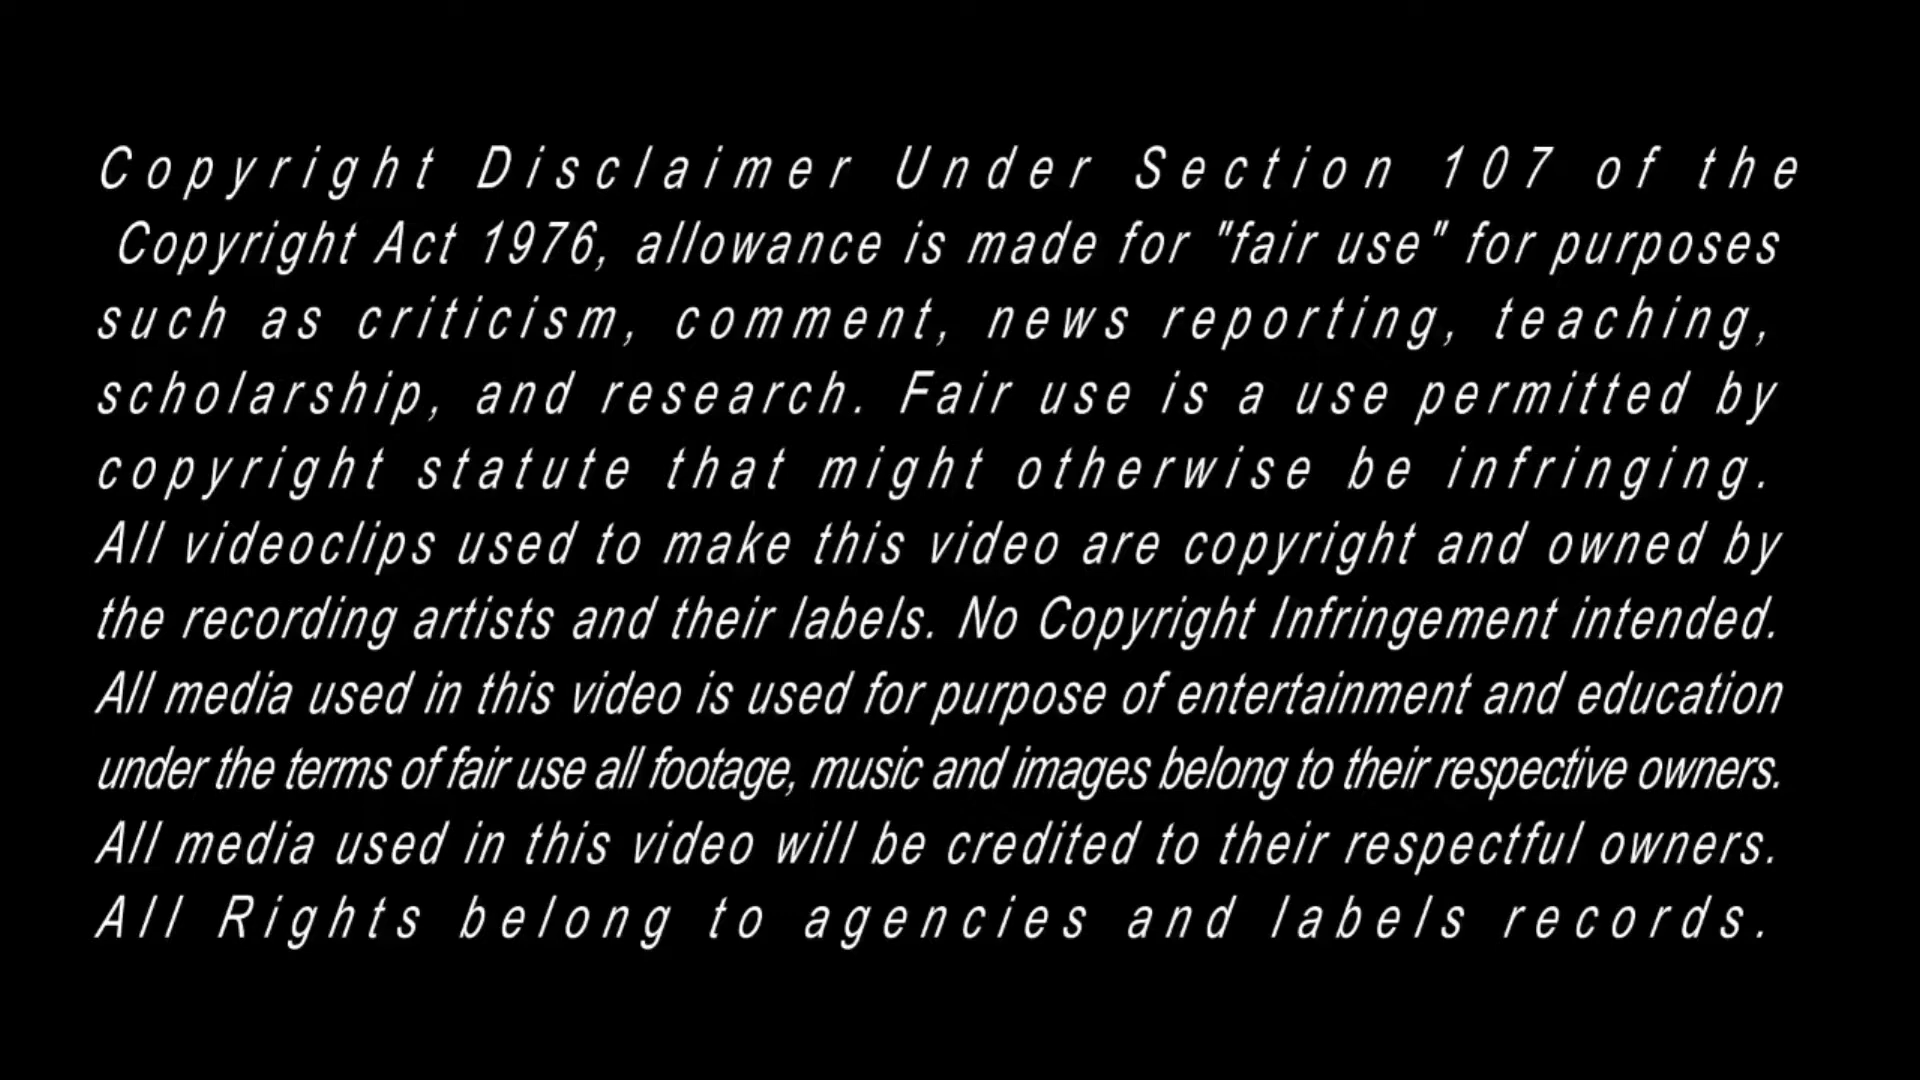 Copyright Disclaimer Under Section 107 of the
Copyright Act 1976, allowance is made for "fair use" for purposes
such as criticism, comment, news reporting, teaching,
scholarship, and research. Fair use is a use permitted by
copyright statute that might otherwise be infringing.
All videoclips used to make this video are copyright and owned by
the recording artists and their labels. No Copyright Infringement intended.
All media used in this video is used for purpose of entertainment and education
under the terms of fair use all footage, music and images belong to their respective owners.
All media used in this video will be credited to their respectful owners.
All Rights belong to agencies and labels records.